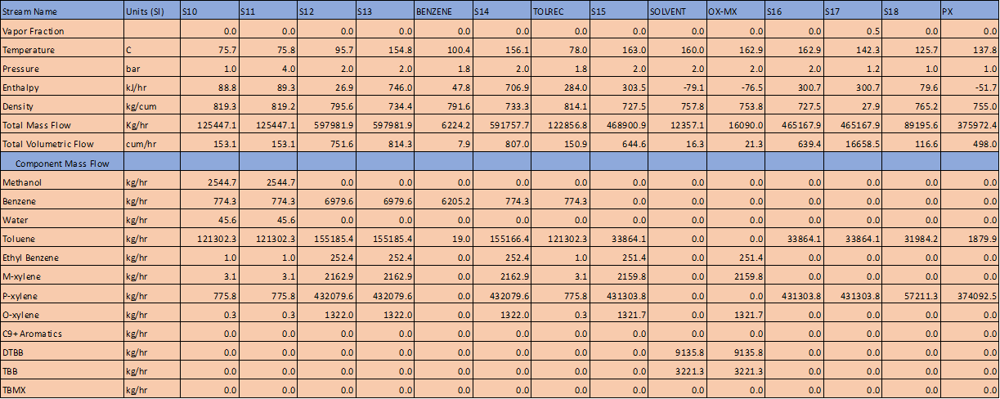 Stream Name Units (SI) S10 S11 S12 S13 BENZENE S14 TOLREC S15 SOLVENT OX-MX S16 S17 S18 PX
Vapor Fraction 0.0 0.0 0.0 0.0 0.0 0.0 0.0 0.0 0.0 0.0 0.0 0.5 0.0 0.0
Temperature C 75.7 75.8 95.7 154.8 100.4 156.1 78.0 163.0 160.0 162.9 162.9 142.3 125.7 137.8
Pressure bar 1.0 4.0 2.0 2.0 1.8 2.0 1.8 2.0 2.0 2.0 2.0 1.2 1.0 1.0
Enthalpy kJ/hr 88.8 89.3 26.9 746.0 47.8 706.9 284.0 303.5 -79.1 -76.5 300.7 300.7 79.6 -51.7
Density kg/cum 819.3 819.2 795.6 734.4 791.6 733.3 814.1 727.5 757.8 753.8 727.5 27.9 765.2 755.0
Total Mass Flow Kg/hr 125447.1 125447.1 597981.9 597981.9 6224.2 591757.7 122856.8 468900.9 12357.1 16090.0 465167.9 465167.9 89195.6 375972.4
Total Volumetric Flow cum/hr 153.1 153.1 751.6 814.3 7.9 807.0 150.9 644.6 16.3 21.3 639.4 16658.5 116.6 498.0
Component Mass Flow
Methanol kg/hr 2544.7 2544.7 0.0 0.0 0.0 0.0 0.0 0.0 0.0 0.0 0.0 0.0 0.0 0.0
Benzene kg/hr 774.3 774.3 6979.6 6979.6 6205.2 774.3 774.3 0.0 0.0 0.0 0.0 0.0 0.0 0.0
Water kg/hr 45.6 45.6 0.0 0.0 0.0 0.0 0.0 0.0 0.0 0.0 0.0 0.0 0.0 0.0
Toluene kg/hr 121302.3 121302.3 155185.4 155185.4 19.0 155166.4 121302.3 33864.1 0.0 0.0 33864.1 33864.1 31984.2 1879.9
Ethyl Benzene kg/hr 1.0 1.0 252.4 252.4 0.0 252.4 1.0 251.4 0.0 251.4 0.0 0.0 0.0 0.0
M-xylene kg/hr 3.1 3.1 2162.9 2162.9 0.0 2162.9 3.1 2159.8 0.0 2159.8 0.0 0.0 0.0 0.0
P-xylene kg/hr 775.8 775.8 432079.6 432079.6 0.0 432079.6 775.8 431303.8 0.0 0.0 431303.8 431303.8 57211.3 374092.5
O-xylene kg/hr 0.3 0.3 1322.0 1322.0 0.0 1322.0 0.3 1321.7 0.0 1321.7 0.0 0.0 0.0 0.0
C9+ Aromatics kg/hr 0.0 0.0 0.0 0.0 0.0 0.0 0.0 0.0 0.0 0.0 0.0 0.0 0.0 0.0
DTBB kg/hr 0.0 0.0 0.0 0.0 0.0 0.0 0.0 0.0 9135.8 9135.8 0.0 0.0 0.0 0.0
TBB kg/hr 0.0 0.0 0.0 0.0 0.0 0.0 0.0 0.0 3221.3 3221.3 0.0 0.0 0.0 0.0
TBMX kg/hr 0.0 0.0 0.0 0.0 0.0 0.0 0.0 0.0 0.0 0.0 0.0 0.0 0.0 0.0